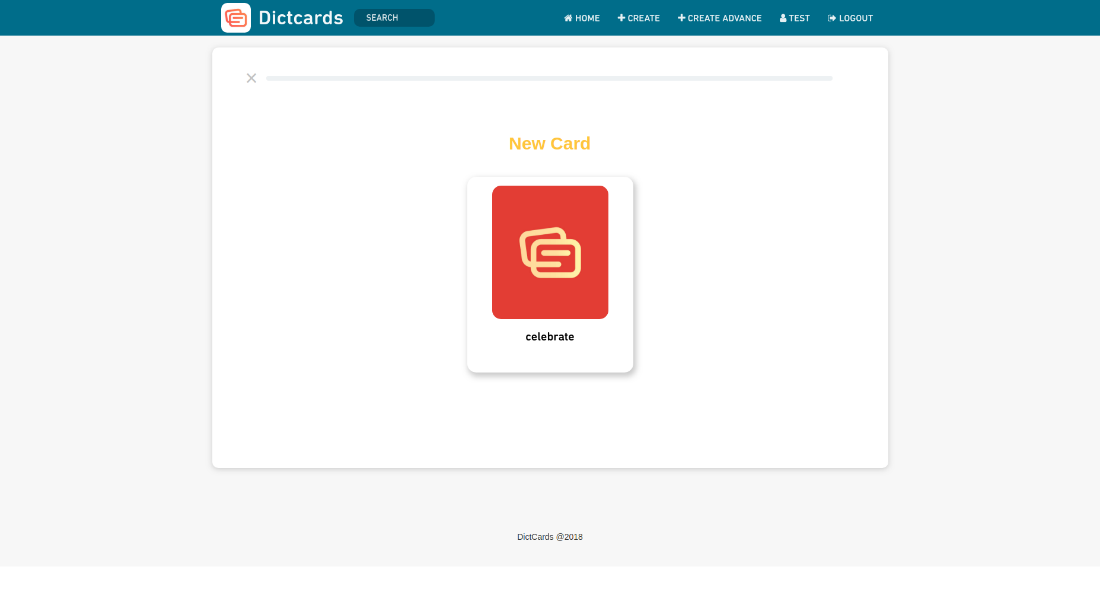 Dictcards
SEARCH
HOME
CREATE
CREATE ADVANCE
TEST
LOGOUT
New Card
celebrate
DictCards @2018